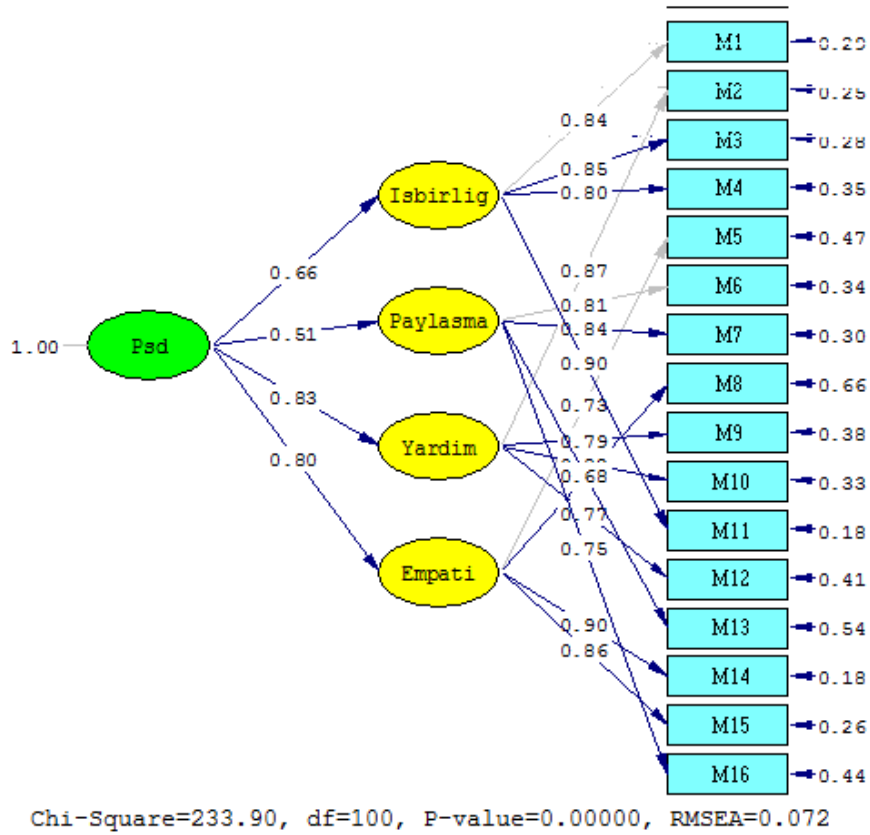 M1
0.29
M2
0.25
0.84
M3
0.28
0.85
Isbirlig
0.80
M4
0.35
M5
0.47
0.66
0.87
M6
0.34
0.81
Paylasma
0.51
0.84
M7
0.30
1.00
Psd
0.90
M8
0.66
0.83
0.73
M9
0.38
Yardim
0.79
0.80
0.68
M10
0.33
0.77
M11
0.18
0.75
Empati
M12
0.41
0.90
M13
0.54
0.86
M14
0.18
M15
0.26
M16
0.44
Chi-Square=233.90, df=100, P-value=0.00000, RMSEA=0.072